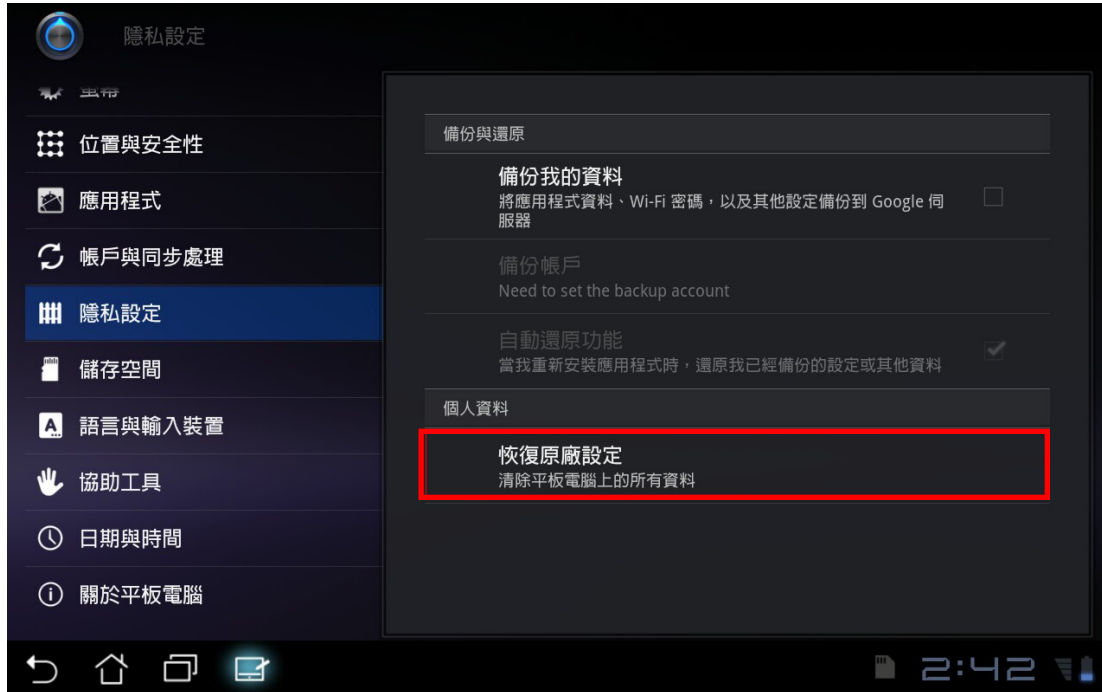 隱私設定
螢幕
位置與安全性
應用程式
帳戶與同步處理
隱私設定
儲存空間
語言與輸入裝置
協助工具
日期與時間
關於平板電腦
備份與還原
備份我的資料
將應用程式資料、Wi-Fi 密碼,以及其他設定備份到 Google 伺
服器
備份帳戶
Need to set the backup account
自動還原功能
當我重新安裝應用程式時,還原我已經備份的設定或其他資料
個人資料
恢復原廠設定
清除平板電腦上的所有資料
2:42